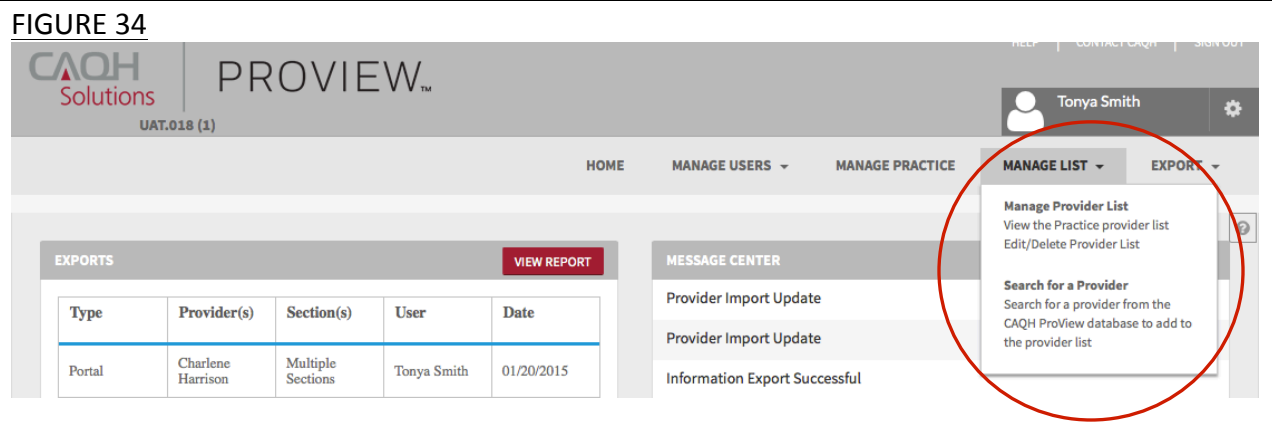 FIGURE 34
HELP | CONTACT CAQH | SIGN OUT
CAQH
Solutions
PROVIEW™
UAT.018 (1)
Tonya Smith
HOME MANAGE USERS MANAGE PRACTICE MANAGE LIST EXPORT
Manage Provider List
View the Practice provider list
Edit/Delete Provider List
Search for a Provider
Search for a provider from the
CAQH ProView database to add to
the provider list
?
EXPORTS VIEW REPORT
Type Provider(s) Section(s) User Date
Portal Charlene Harrison Multiple Sections Tonya Smith 01/20/2015
MESSAGE CENTER
Provider Import Update
Provider Import Update
Information Export Successful